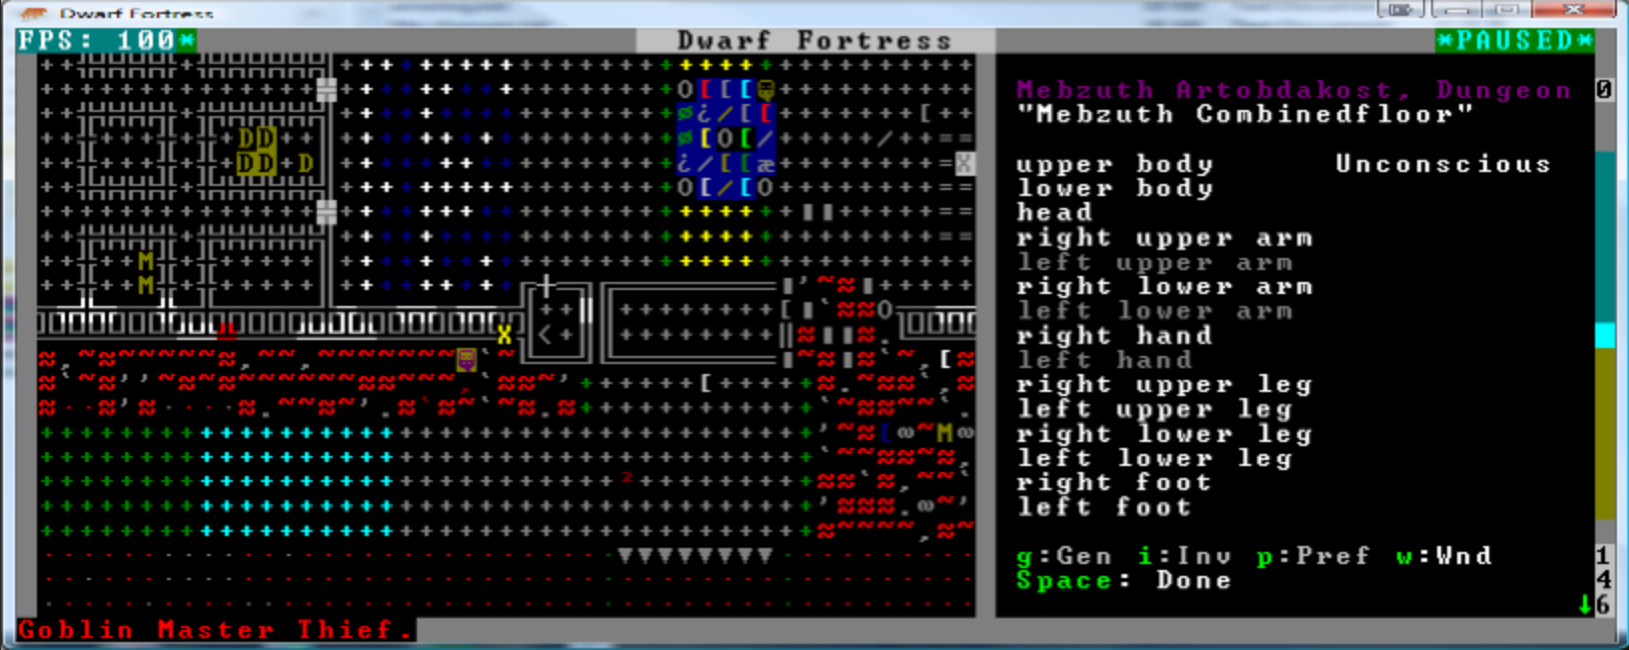 Dwarf Fortress
FPS: 100*
Dwarf Fortress
*PAUSED*
Mebzuth Artobdakost, Dungeon
"Mebzuth Combinedfloor"
upper body Unconscious
lower body
head
right upper arm
left upper arm
right lower arm
left lower arm
right hand
left hand
right upper leg
left upper leg
right lower leg
left lower leg
right foot
left foot
g:Gen i:Inv p:Pref w:Wnd
Space: Done
0
146
Goblin Master Thief.